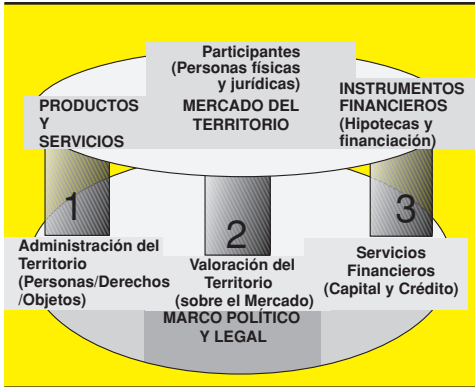 Participantes
(Personas físicas
y jurídicas)
MERCADO DEL
TERRITORIO
PRODUCTOS
Y
SERVICIOS
INSTRUMENTOS
FINANCIEROS
(Hipotecas y
financiación)
1
2
3
Administración del
Territorio
(Personas/Derechos
/Objetos)
Valoración del
Territorio
(sobre el Mercado)
Servicios
Financieros
(Capital y Crédito)
MARCO POLÍTICO
Y LEGAL